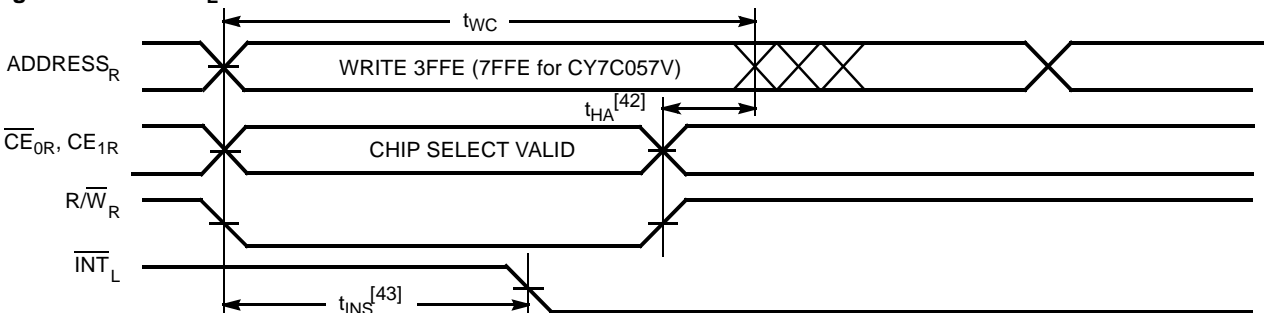 tWC
ADDRESSR
WRITE 3FFE (7FFE for CY7C057V)
tHA[42]
CE0R, CE1R
CHIP SELECT VALID
R/WR
INTL
tINS[43]